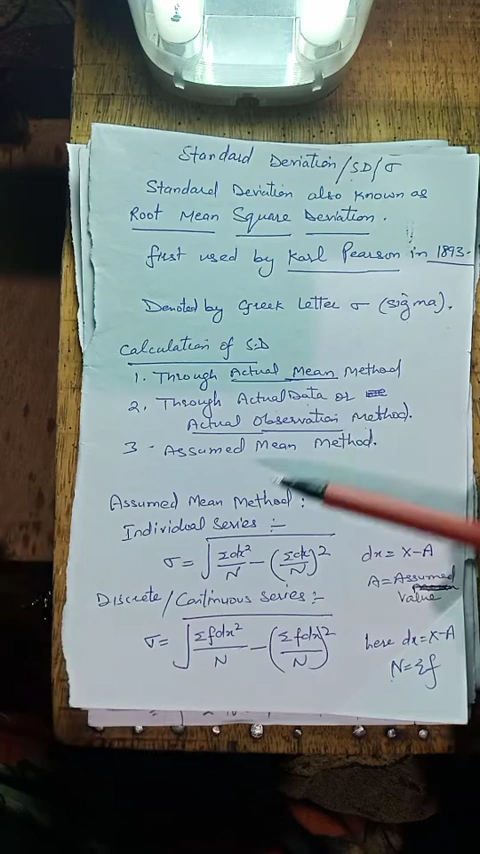 Standard Deviation/SD/σ
Standard Deviation also known as
Root Mean Square Deviation.
first used by Karl Pearson in 1893.
Denoted by Greek Letter σ (sigma).
Calculation of S.D
1. Through Actual Mean Method
2. Through Actual Data or
Actual Observation Method.
3 - Assumed Mean Method.
Assumed Mean Method:
Individual Series :-
σ = √(Σdx²/N - (Σdx/N)²)
dx = X-A
A = Assumed
Value
Discrete/Continuous Series :-
σ = √(Σfdx²/N - (Σfdx/N)²)
here dx = X-A
N = Σf